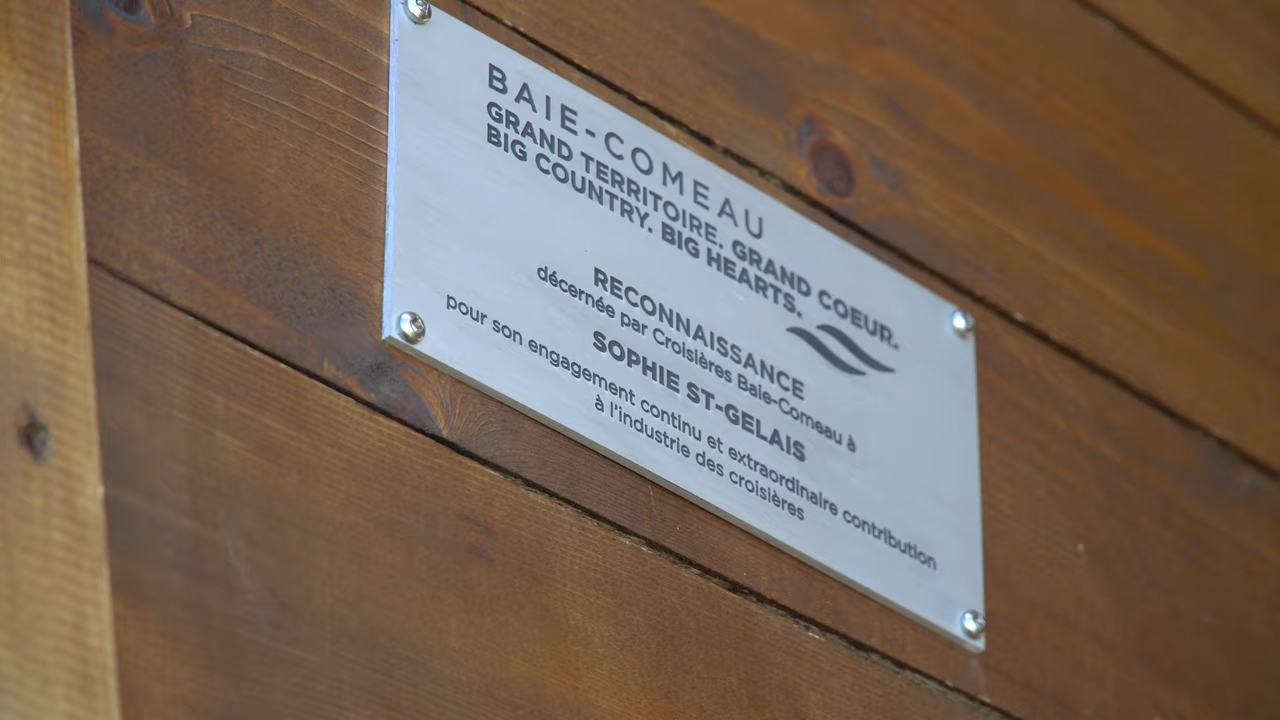 BAIE-COMEAU
GRAND TERRITOIRE. GRAND COEUR.
BIG COUNTRY. BIG HEARTS.
RECONNAISSANCE
décernée par Croisières Baie-Comeau à
SOPHIE ST-GELAIS
pour son engagement continu et extraordinaire contribution
à l'industrie des croisières